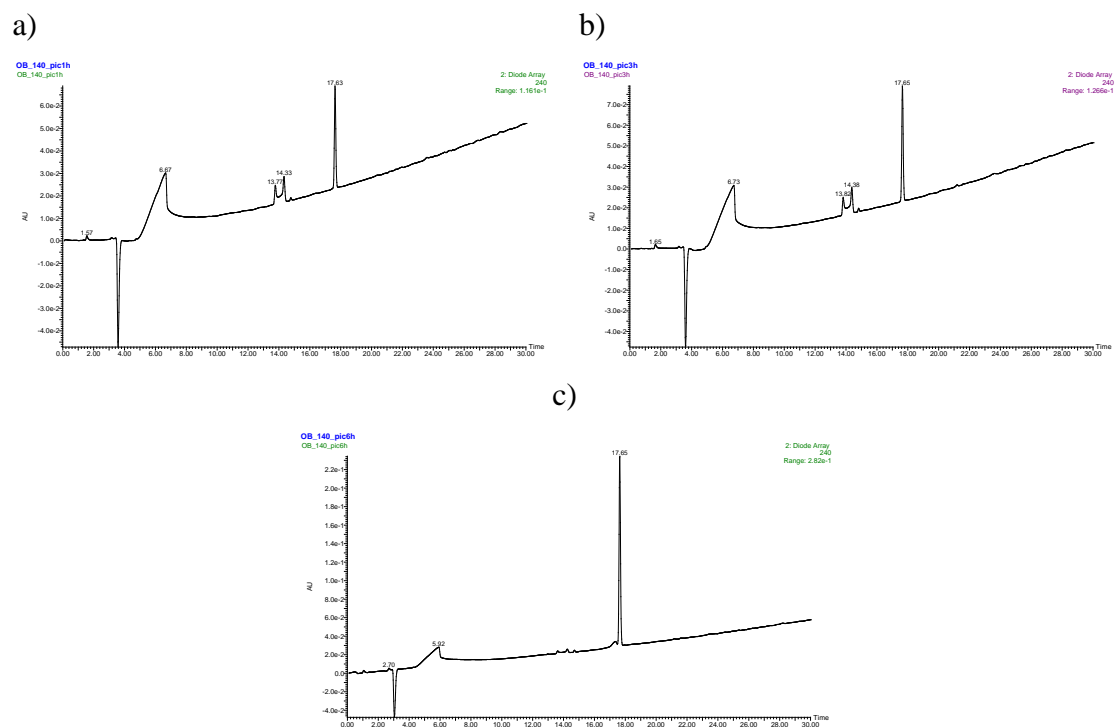 a)
OB_140_pic1h
OB_140_pic1h
2: Diode Array
240
Range: 1.161e-1
17.63
6.0e-2
5.0e-2
4.0e-2
3.0e-2
2.0e-2
1.0e-2
0.0
-1.0e-2
-2.0e-2
-3.0e-2
-4.0e-2
AU
6.67
14.33
13.77
1.57
0.00 2.00 4.00 6.00 8.00 10.00 12.00 14.00 16.00 18.00 20.00 22.00 24.00 26.00 28.00 30.00
Time
b)
OB_140_pic3h
OB_140_pic3h
2: Diode Array
240
Range: 1.266e-1
17.65
7.0e-2
6.0e-2
5.0e-2
4.0e-2
3.0e-2
2.0e-2
1.0e-2
0.0
-1.0e-2
-2.0e-2
-3.0e-2
-4.0e-2
AU
6.73
14.38
13.82
1.65
0.00 2.00 4.00 6.00 8.00 10.00 12.00 14.00 16.00 18.00 20.00 22.00 24.00 26.00 28.00 30.00
Time
c)
OB_140_pic6h
OB_140_pic6h
2: Diode Array
240
Range: 2.82e-1
17.65
2.2e-1
2.0e-1
1.8e-1
1.6e-1
1.4e-1
1.2e-1
1.0e-1
8.0e-2
6.0e-2
4.0e-2
2.0e-2
0.0
-2.0e-2
-4.0e-2
AU
5.92
2.70
0.00 2.00 4.00 6.00 8.00 10.00 12.00 14.00 16.00 18.00 20.00 22.00 24.00 26.00 28.00 30.00
Time